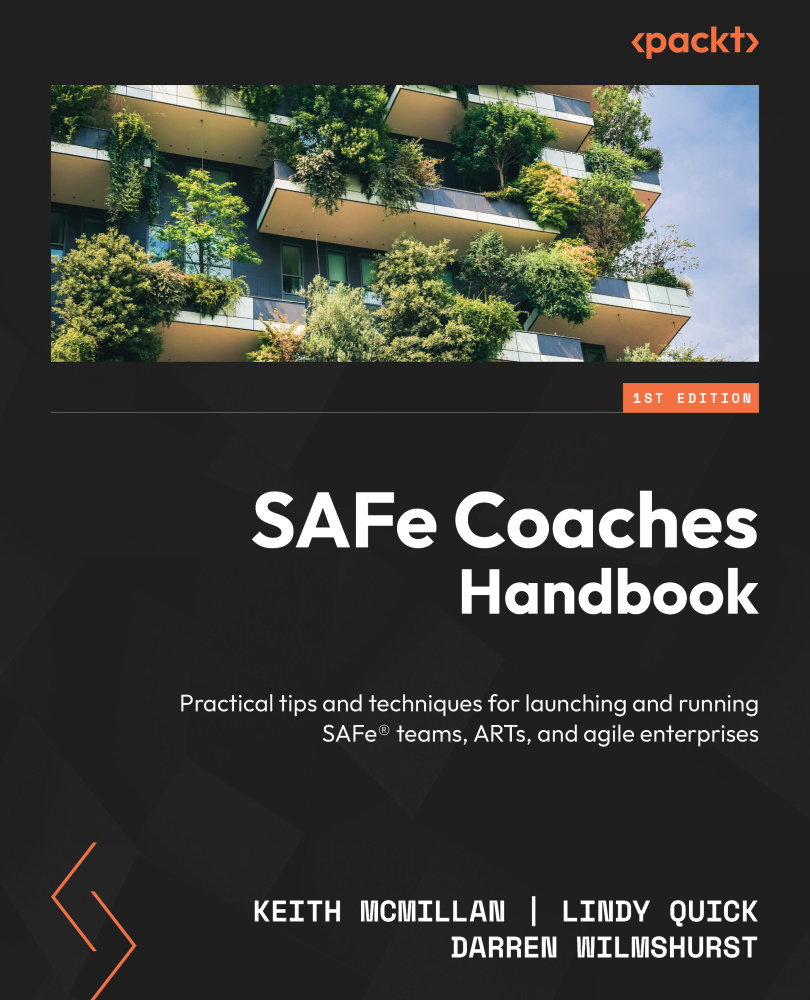 <packt>
1ST EDITION
SAFe Coaches
Handbook
Practical tips and techniques for launching and running
SAFe® teams, ARTs, and agile enterprises
KEITH MCMILLAN | LINDY QUICK
DARREN WILMSHURST